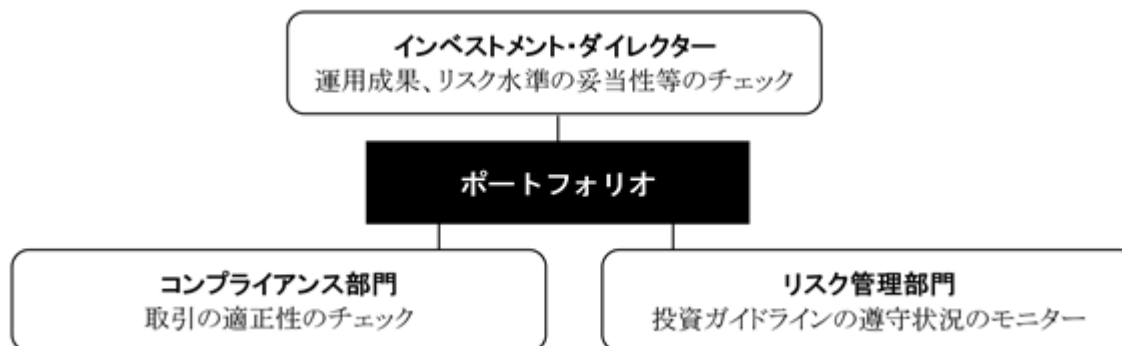 インベストメント・ダイレクター
運用成果、リスク水準の妥当性等のチェック
ポートフォリオ
コンプライアンス部門
取引の適正性のチェック
リスク管理部門
投資ガイドラインの遵守状況のモニター